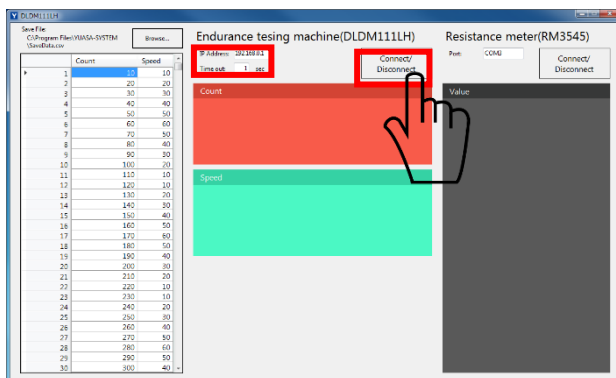 DLDM111LH
Save File
C:\Program Files\YUASA-SYSTEM
\SaveData.csv
Browse...
Endurance tesing machine(DLDM111LH)
IP Address 192.168.0.1
Time out 1 sec
Connect/
Disconnect
Resistance meter(RM3545)
Port COM3
Connect/
Disconnect
Count Speed
1 10 10
2 20 20
3 30 30
4 40 40
5 50 50
6 60 60
7 70 50
8 80 40
9 90 30
10 100 20
11 110 10
12 120 10
13 130 20
14 140 30
15 150 40
16 160 50
17 170 60
18 180 50
19 190 40
20 200 30
21 210 20
22 220 10
23 230 10
24 240 20
25 250 30
26 260 40
27 270 50
28 280 60
29 290 50
30 300 40
Count
Speed
Value